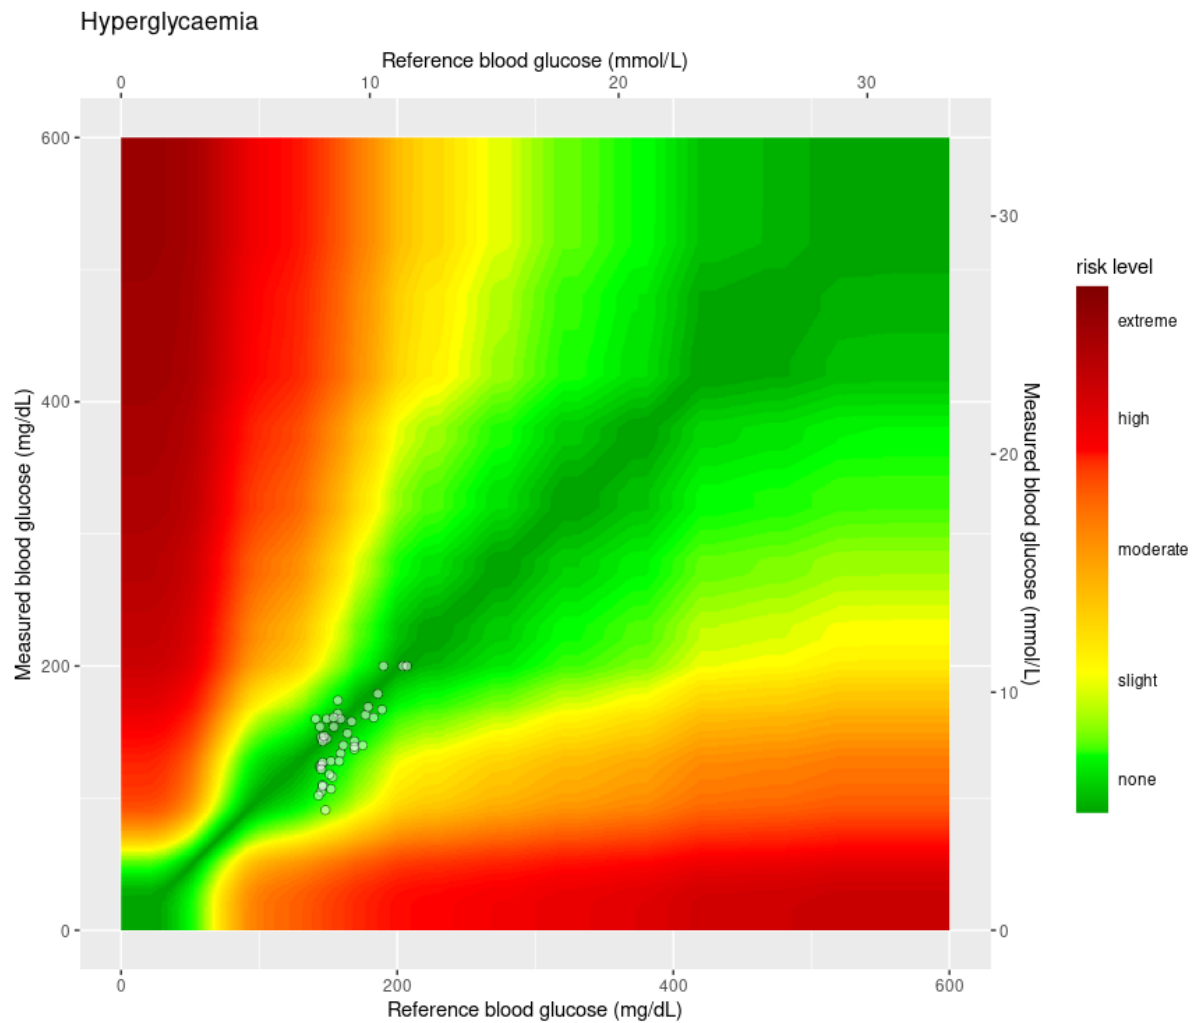 Hyperglycaemia
Reference blood glucose (mmol/L)
0 10 20 30
600
400
200
0
Measured blood glucose (mg/dL)
30
20
10
0
Measured blood glucose (mmol/L)
0 200 400 600
Reference blood glucose (mg/dL)
risk level
extreme
high
moderate
slight
none